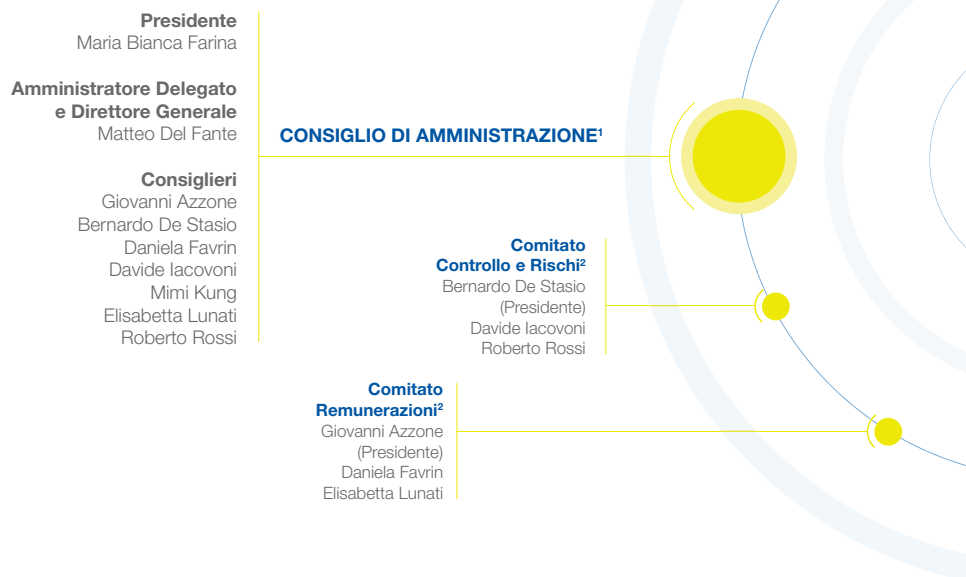 Presidente
Maria Bianca Farina
Amministratore Delegato
e Direttore Generale
Matteo Del Fante
Consiglieri
Giovanni Azzone
Bernardo De Stasio
Daniela Favrin
Davide Iacovoni
Mimi Kung
Elisabetta Lunati
Roberto Rossi
CONSIGLIO DI AMMINISTRAZIONE¹
Comitato
Controllo e Rischi²
Bernardo De Stasio
(Presidente)
Davide Iacovoni
Roberto Rossi
Comitato
Remunerazioni²
Giovanni Azzone
(Presidente)
Daniela Favrin
Elisabetta Lunati